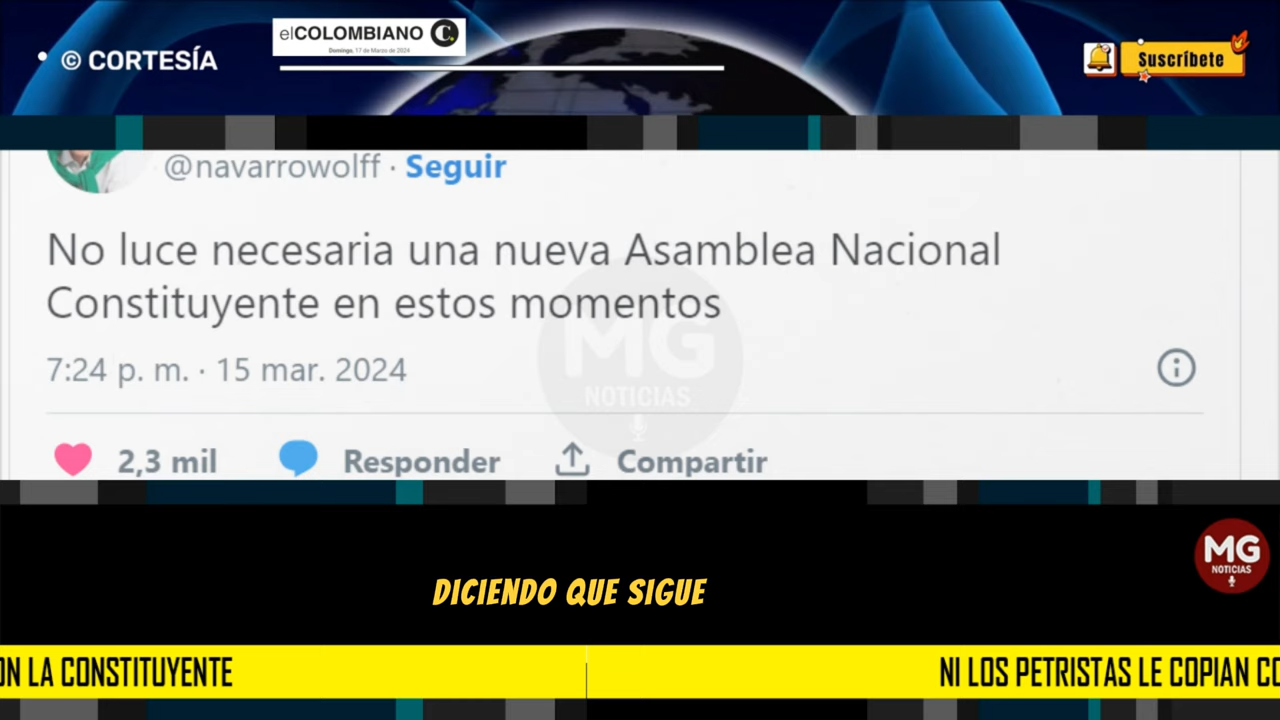 © CORTESÍA
elCOLOMBIANO C
Domingo, 17 de Marzo de 2024
Suscríbete
@navarrowolff · Seguir
No luce necesaria una nueva Asamblea Nacional
Constituyente en estos momentos
7:24 p. m. · 15 mar. 2024
MG
NOTICIAS
2,3 mil Responder Compartir
MG
NOTICIAS
DICIENDO QUE SIGUE
ON LA CONSTITUYENTE
NI LOS PETRISTAS LE COPIAN CO